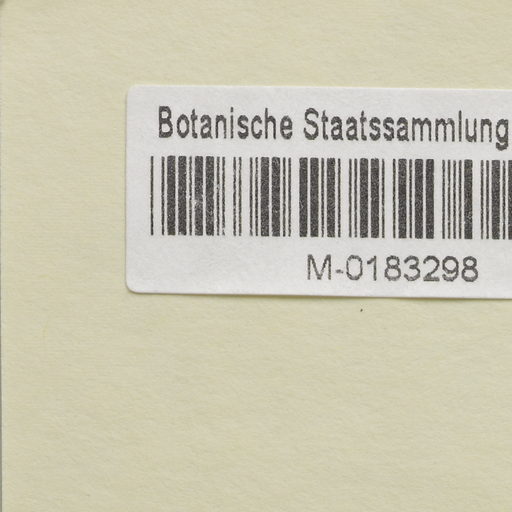 Botanische Staatssammlung
M-0183298